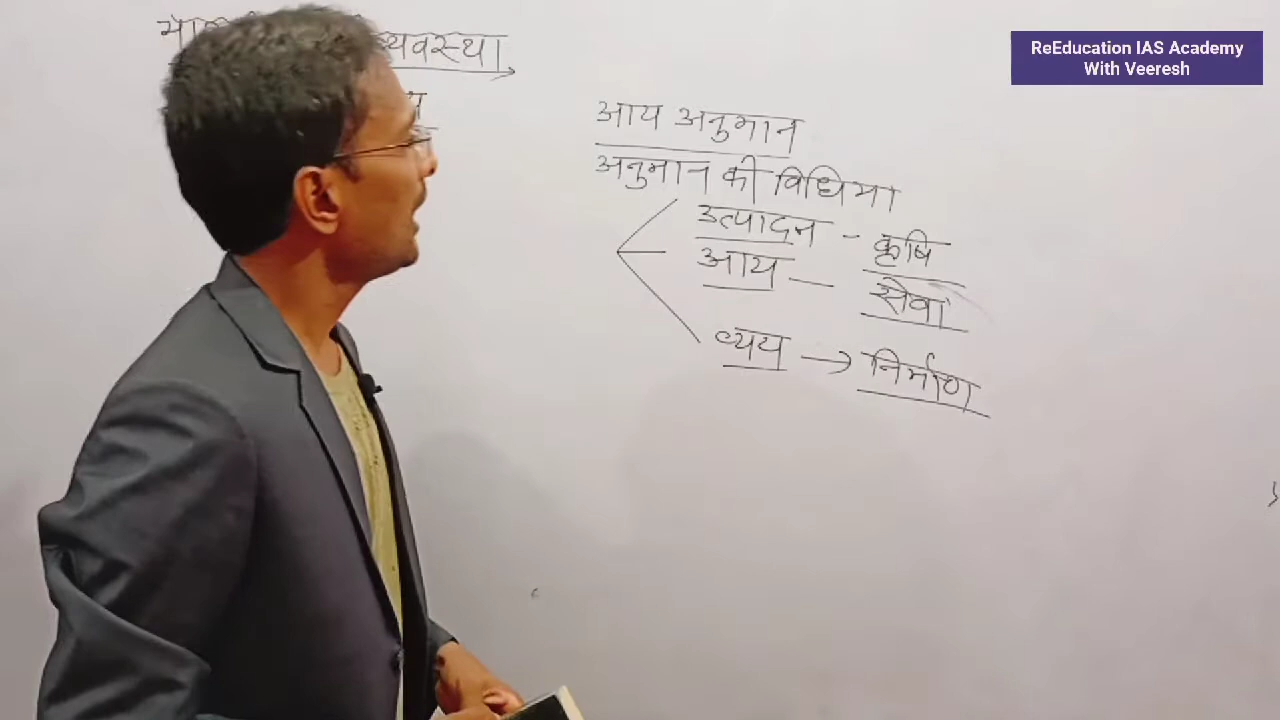 ReEducation IAS Academy
With Veeresh
व्यवस्था
आय अनुमान
अनुमान की विधिया
उत्पादन - कृषि
आय — सेवा
व्यय → निर्माण